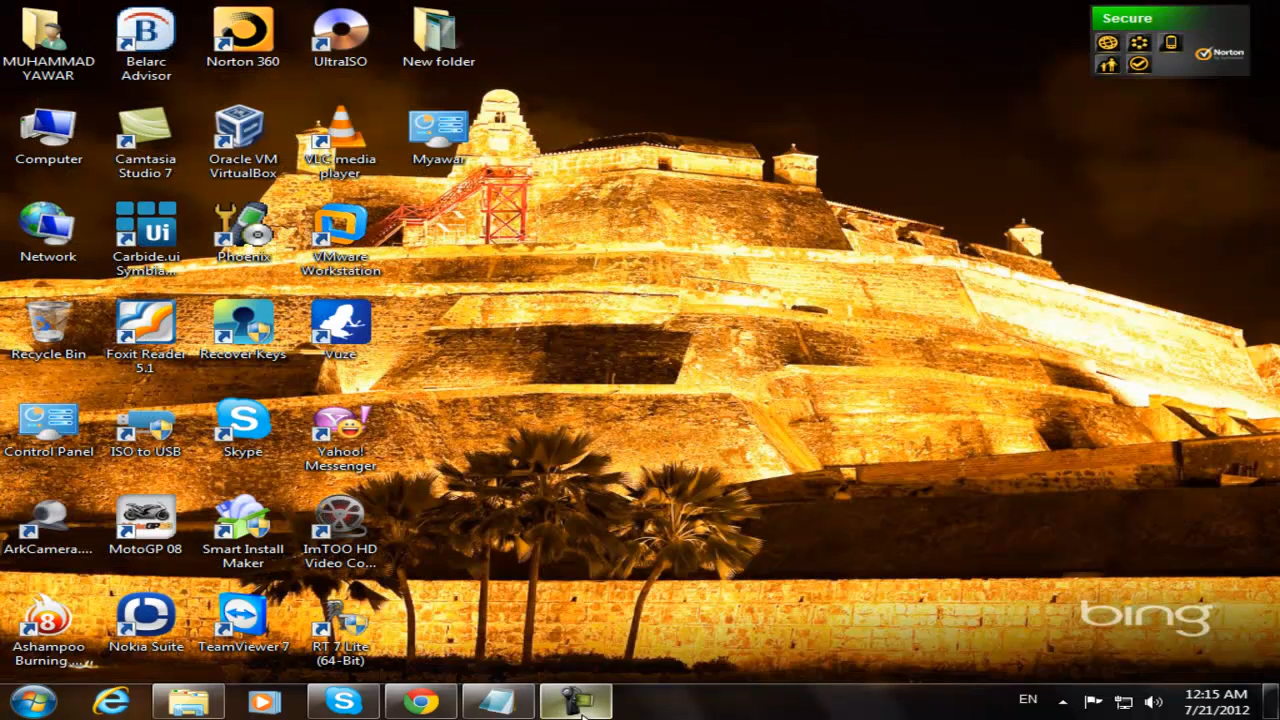 MUHAMMAD
YAWAR
Belarc
Advisor
Norton 360
UltraISO
New folder
Computer
Camtasia
Studio 7
Oracle VM
VirtualBox
VLC media
player
Myawar
Network
Carbide.ui
Symbia...
Ui
Phoenix
VMware
Workstation
Recycle Bin
Foxit Reader
5.1
Recover Keys
Vuze
Control Panel
ISO to USB
Skype
Yahoo!
Messenger
ArkCamera....
MotoGP 08
Smart Install
Maker
ImTOO HD
Video Co...
Ashampoo
Burning...
Nokia Suite
TeamViewer 7
RT 7 Lite
(64-Bit)
Secure
Norton
bing
EN
12:15 AM
7/21/2012